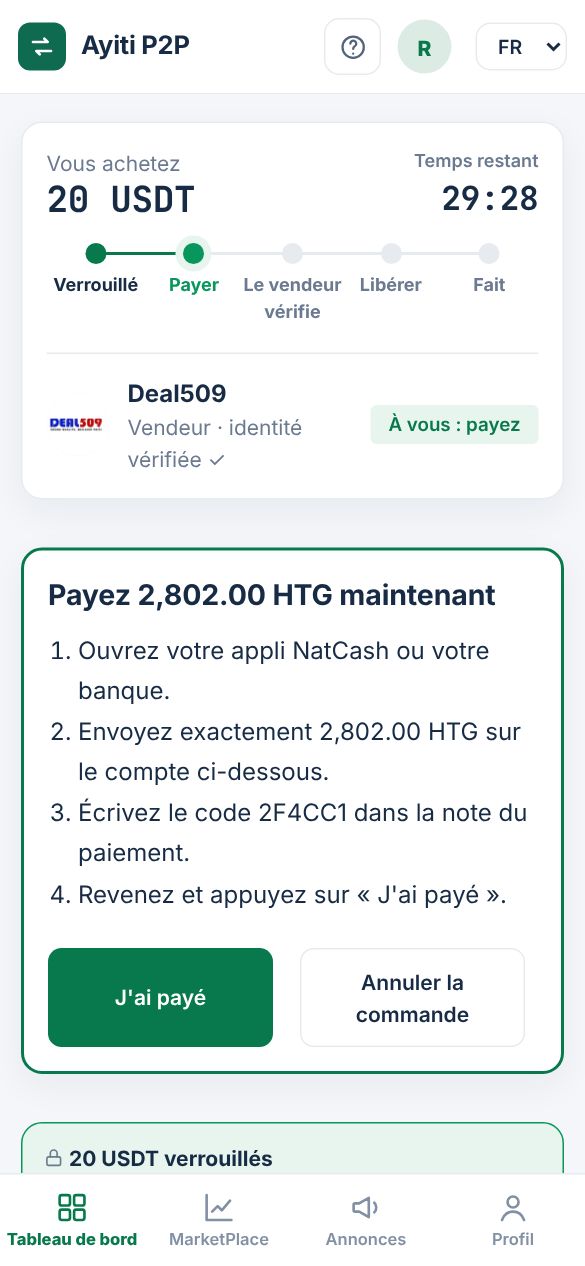 Ayiti P2P
R
FR
Vous achetez
Temps restant
20 USDT
29:28
Verrouillé
Payer
Le vendeur
vérifie
Libérer
Fait
DEAL509
Deal509
Vendeur · identité
vérifiée ✓
À vous : payez
Payez 2,802.00 HTG maintenant
1. Ouvrez votre appli NatCash ou votre
banque.
2. Envoyez exactement 2,802.00 HTG sur
le compte ci-dessous.
3. Écrivez le code 2F4CC1 dans la note du
paiement.
4. Revenez et appuyez sur « J'ai payé ».
J'ai payé
Annuler la
commande
20 USDT verrouillés
Tableau de bord
MarketPlace
Annonces
Profil